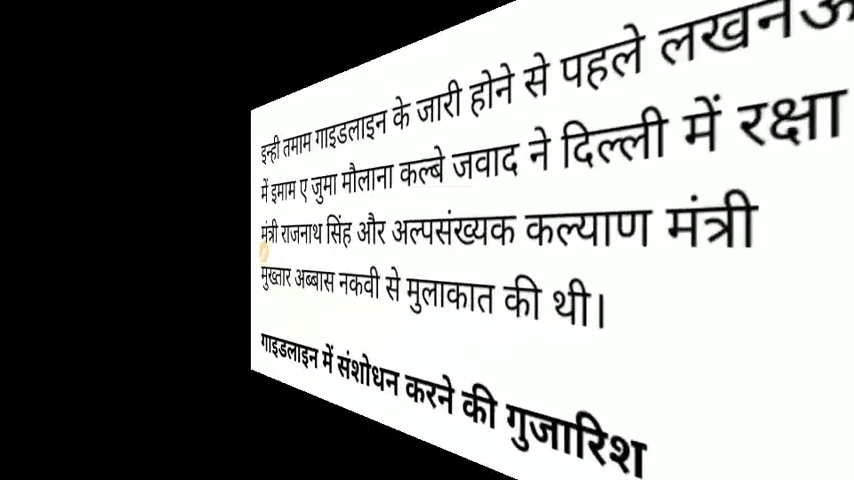 इन्ही तमाम गाइडलाइन के जारी होने से पहले लखनऊ
में इमाम ए जुमा मौलाना कल्बे जवाद ने दिल्ली में रक्षा
मंत्री राजनाथ सिंह और अल्पसंख्यक कल्याण मंत्री
मुख्तार अब्बास नकवी से मुलाकात की थी।
गाइडलाइन में संशोधन करने की गुजारिश